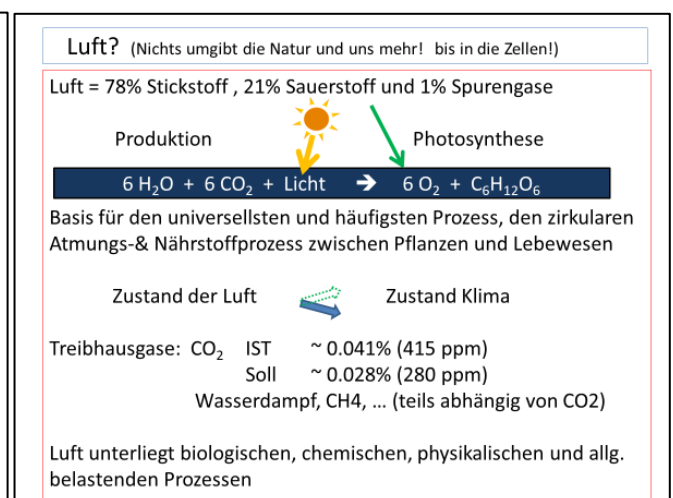 Luft? (Nichts umgibt die Natur und uns mehr! bis in die Zellen!)
Luft = 78% Stickstoff , 21% Sauerstoff und 1% Spurengase
Produktion Photosynthese
6 H₂O + 6 CO₂ + Licht → 6 O₂ + C₆H₁₂O₆
Basis für den universellsten und häufigsten Prozess, den zirkularen
Atmungs-& Nährstoffprozess zwischen Pflanzen und Lebewesen
Zustand der Luft Zustand Klima
Treibhausgase: CO₂ IST ~ 0.041% (415 ppm)
Soll ~ 0.028% (280 ppm)
Wasserdampf, CH4, … (teils abhängig von CO2)
Luft unterliegt biologischen, chemischen, physikalischen und allg.
belastenden Prozessen